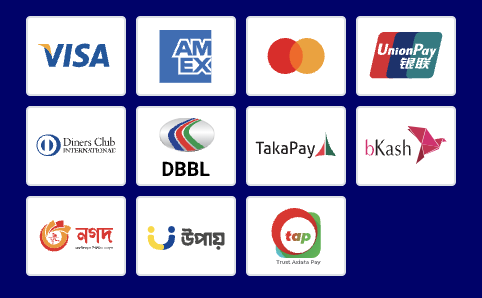 VISA
AM
EX
UnionPay
银联
Diners Club
INTERNATIONAL
DBBL
TakaPay
bKash
নগদ
উপায়
tap
Trust Axiata Pay